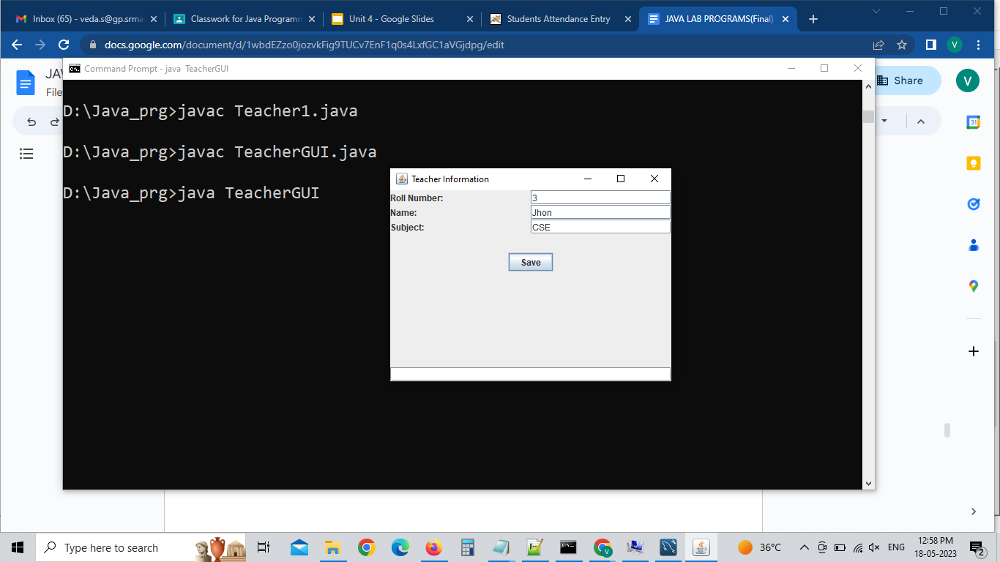 Inbox (65) - veda.s@gp.srma
Classwork for Java Programm
Unit 4 - Google Slides
Students Attendance Entry
JAVA LAB PROGRAMS(Final)
docs.google.com/document/d/1wbdEZzo0jozvkFig9TUCv7EnF1q0s4LxfGC1aVGjdpg/edit
V
Command Prompt - java  TeacherGUI
JAV
File
Share
V
31
D:\Java_prg>javac Teacher1.java
D:\Java_prg>javac TeacherGUI.java
D:\Java_prg>java TeacherGUI
Teacher Information
Roll Number:
3
Name:
Jhon
Subject:
CSE
Save
Type here to search
V
36°C
ENG
12:58 PM
18-05-2023
2